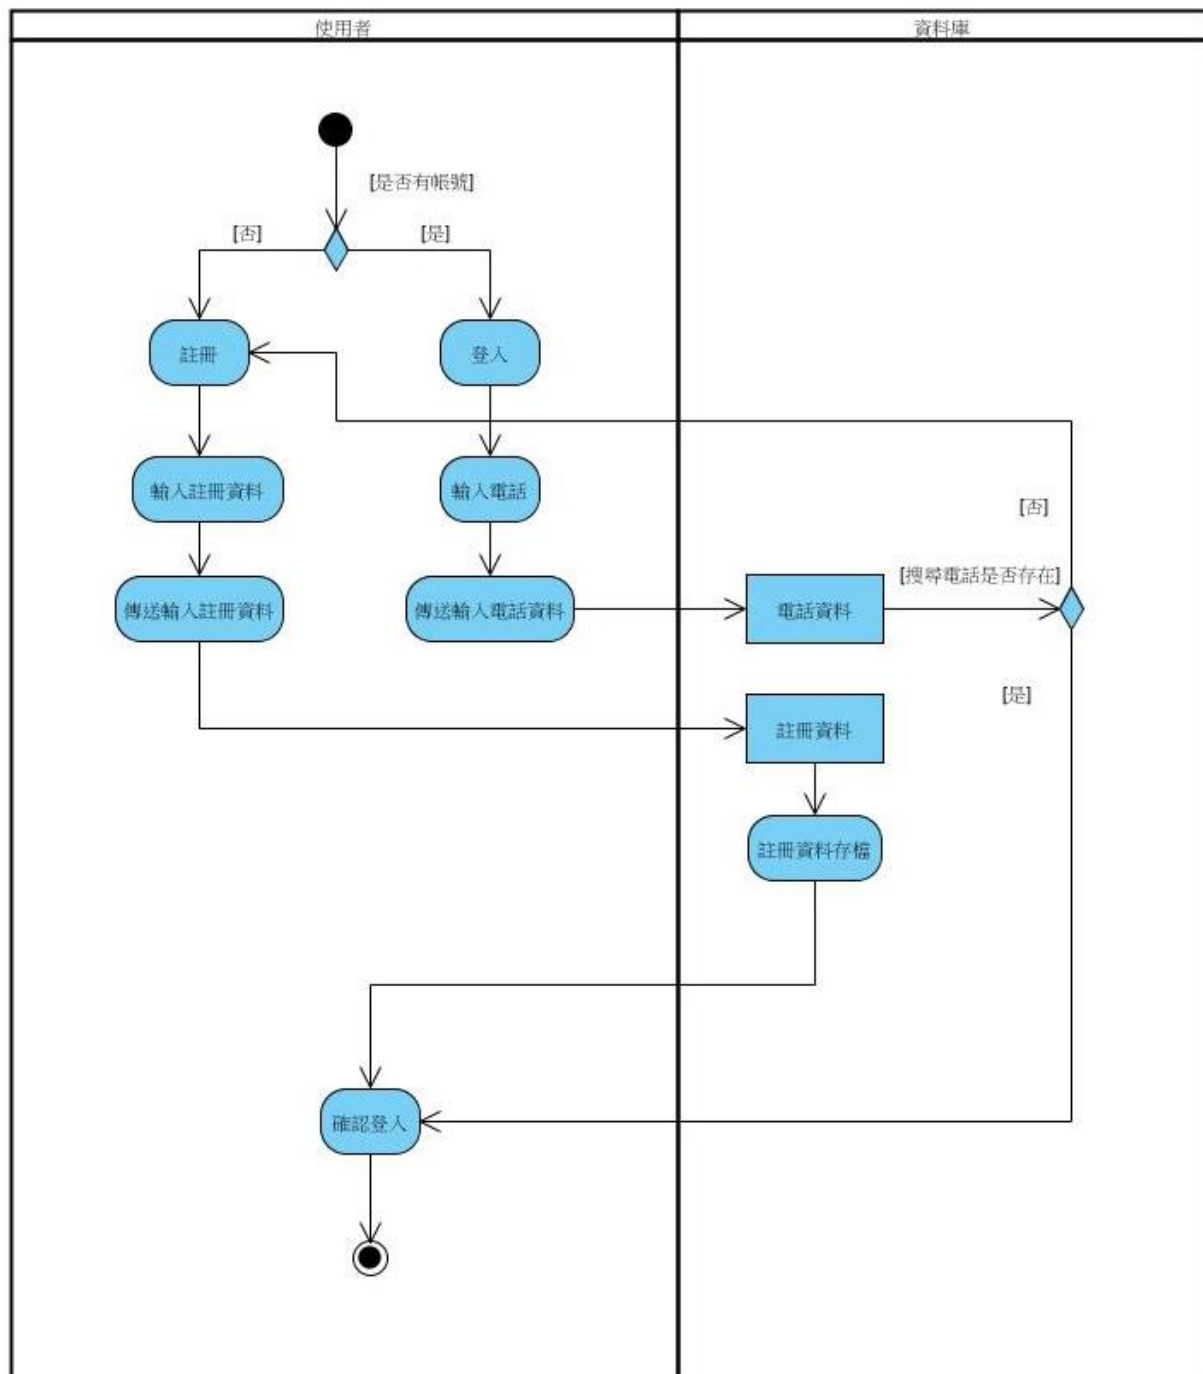 使用者
資料庫
[是否有帳號]
[否]
[是]
註冊
登入
輸入註冊資料
輸入電話
[否]
[搜尋電話是否存在]
傳送輸入註冊資料
傳送輸入電話資料
電話資料
[是]
註冊資料
註冊資料存檔
確認登入